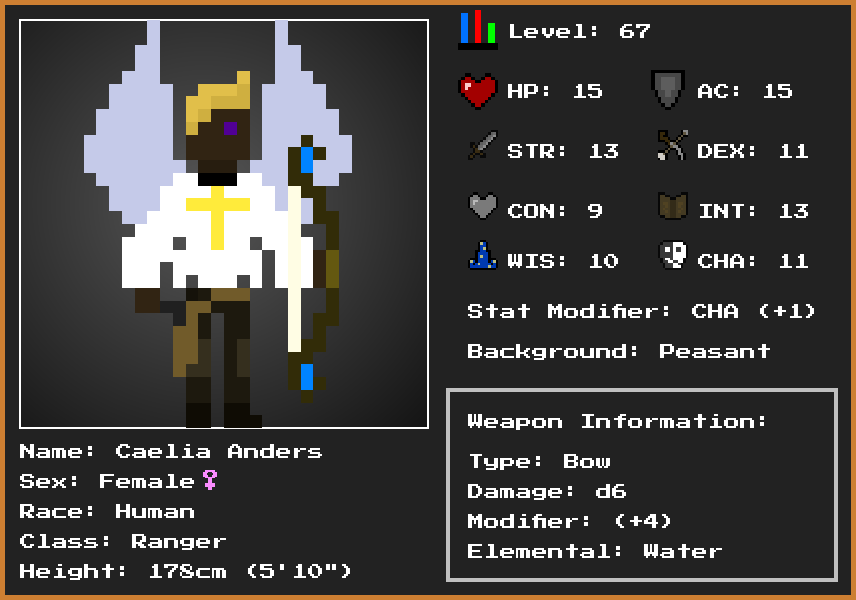 Level: 67
HP: 15 AC: 15
STR: 13 DEX: 11
CON: 9 INT: 13
WIS: 10 CHA: 11
Stat Modifier: CHA (+1)
Background: Peasant
Weapon Information:
Type: Bow
Damage: d6
Modifier: (+4)
Elemental: Water
Name: Caelia Anders
Sex: Female♀
Race: Human
Class: Ranger
Height: 178cm (5'10")